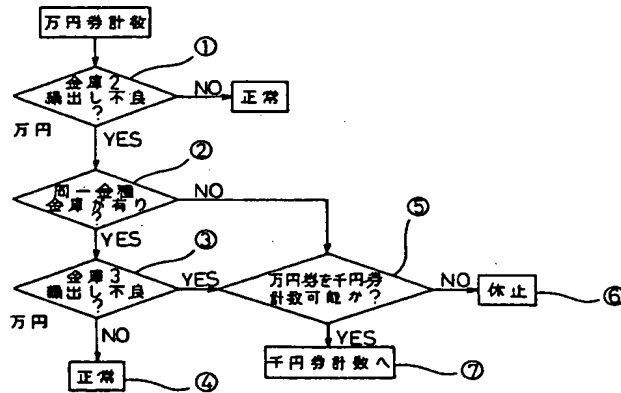 万円券計数
①
金庫2
繰出し不良
?
NO
正常
万円
YES
②
同一金種
金庫が有り
?
NO
YES
③
金庫3
繰出し不良
?
YES
万円
NO
正常
④
⑤
万円券を千円券
計数可能か?
NO
休止
⑥
YES
千円券計数へ
⑦